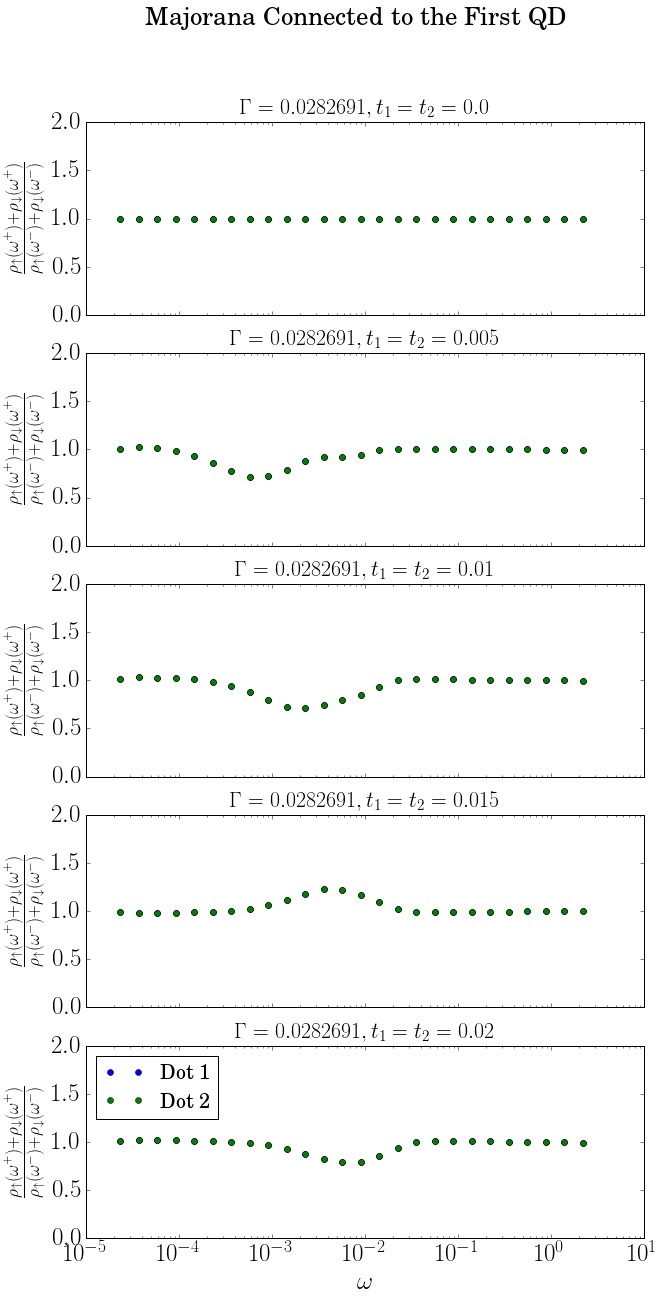 Majorana Connected to the First QD
Γ = 0.0282691, t₁ = t₂ = 0.0
2.0
1.5
1.0
0.5
0.0
ρ↑(ω⁺)+ρ↓(ω⁺)
ρ↑(ω⁻)+ρ↓(ω⁻)
Γ = 0.0282691, t₁ = t₂ = 0.005
2.0
1.5
1.0
0.5
0.0
ρ↑(ω⁺)+ρ↓(ω⁺)
ρ↑(ω⁻)+ρ↓(ω⁻)
Γ = 0.0282691, t₁ = t₂ = 0.01
2.0
1.5
1.0
0.5
0.0
ρ↑(ω⁺)+ρ↓(ω⁺)
ρ↑(ω⁻)+ρ↓(ω⁻)
Γ = 0.0282691, t₁ = t₂ = 0.015
2.0
1.5
1.0
0.5
0.0
ρ↑(ω⁺)+ρ↓(ω⁺)
ρ↑(ω⁻)+ρ↓(ω⁻)
Γ = 0.0282691, t₁ = t₂ = 0.02
2.0
1.5
1.0
0.5
0.0
ρ↑(ω⁺)+ρ↓(ω⁺)
ρ↑(ω⁻)+ρ↓(ω⁻)
Dot 1
Dot 2
10⁻⁵ 10⁻⁴ 10⁻³ 10⁻² 10⁻¹ 10⁰ 10¹
ω